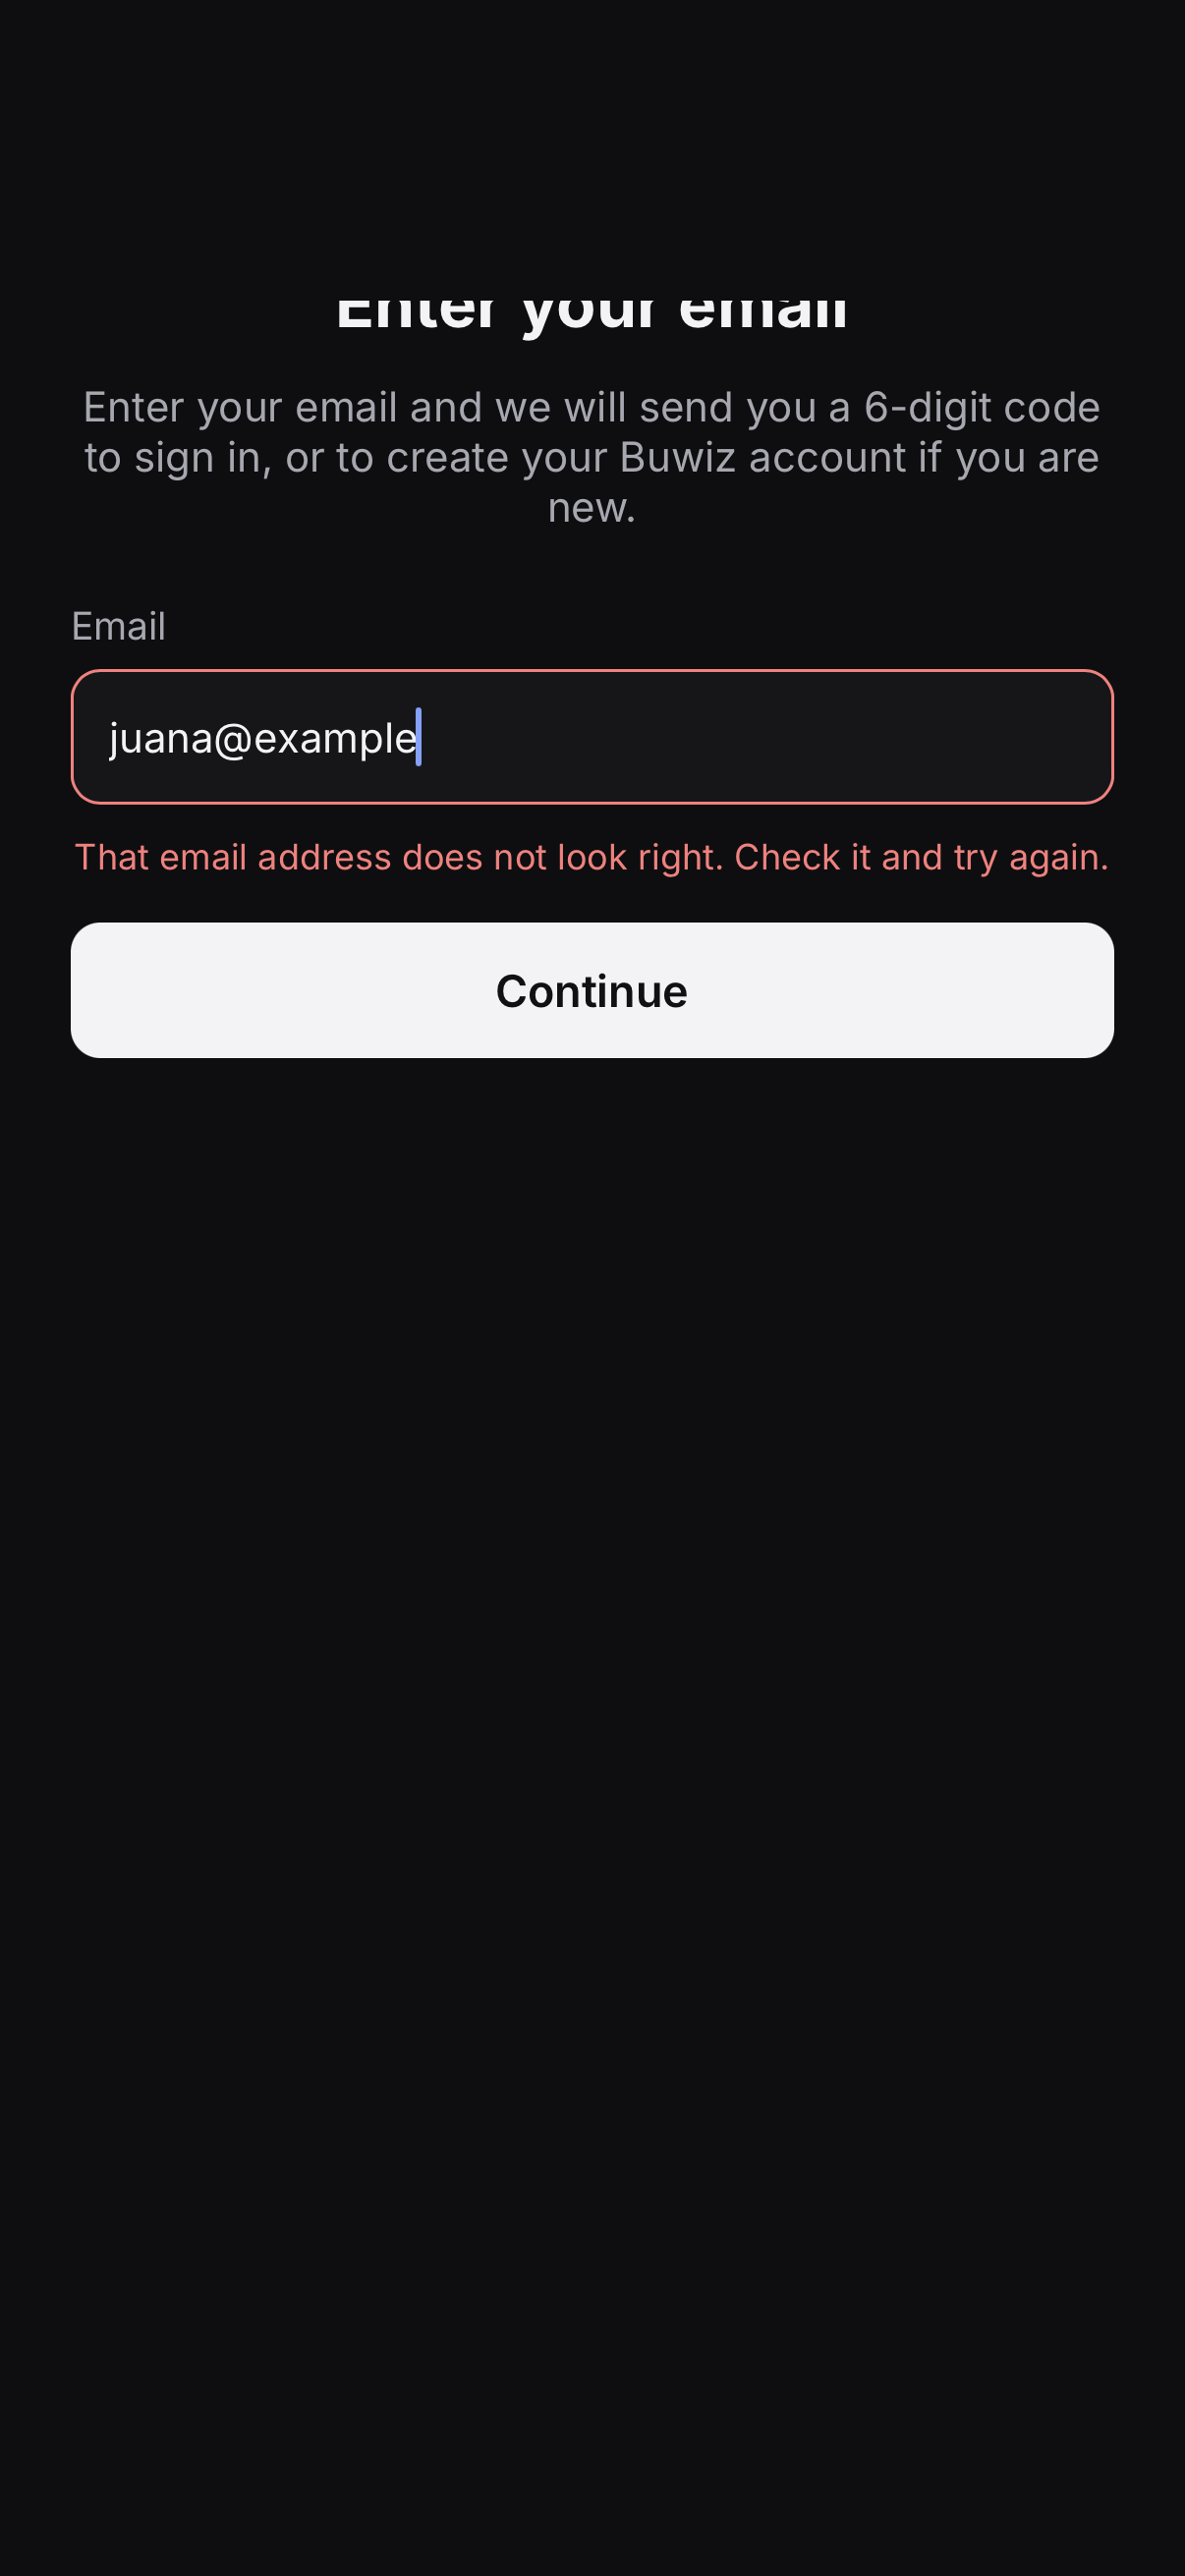 Enter your email
Enter your email and we will send you a 6-digit code
to sign in, or to create your Buwiz account if you are
new.
Email
juana@example
That email address does not look right. Check it and try again.
Continue